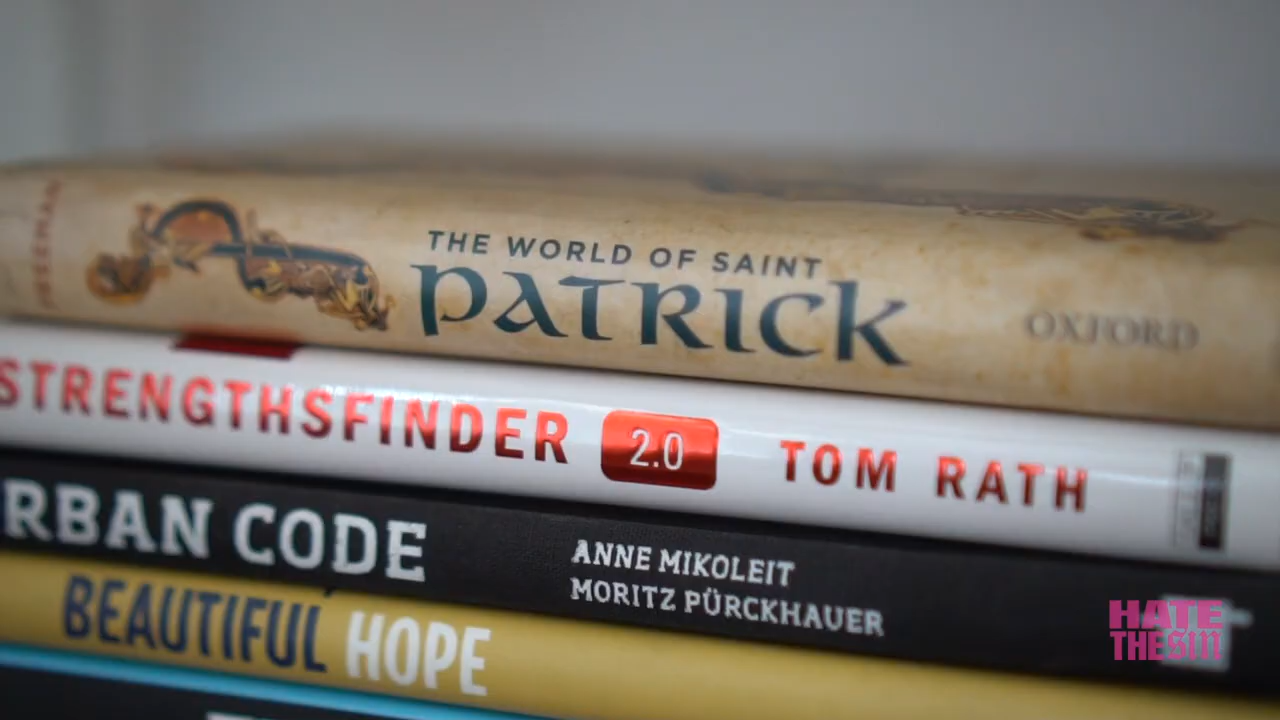 THE WORLD OF SAINT
PATRICK
OXFORD
STRENGTHSFINDER 2.0 TOM RATH
RBAN CODE
ANNE MIKOLEIT
MORITZ PÜRCKHAUER
BEAUTIFUL HOPE
HATE
THE SIN